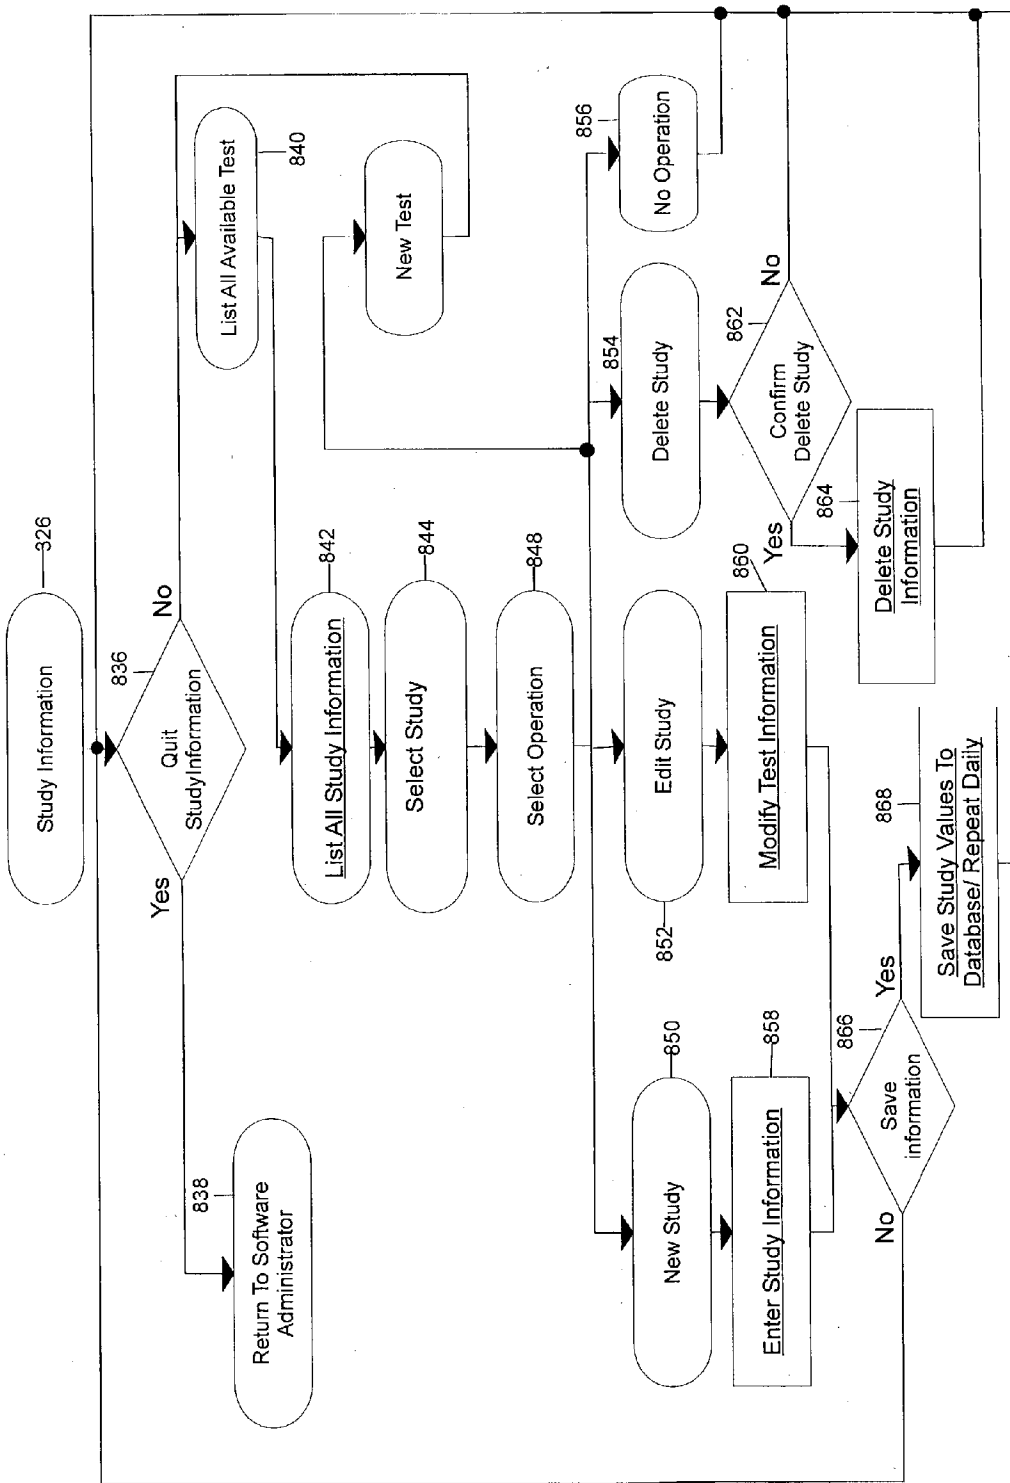 Study Information
326
836
Quit
StudyInformation
Yes
No
838
Return To Software
Administrator
List All Available Test
840
List All Study Information
842
New Test
Select Study
844
Select Operation
848
New Study
850
Edit Study
852
Delete Study
854
No Operation
856
Enter Study Information
858
Modify Test Information
860
Confirm
Delete Study
862
Yes
No
Delete Study
Information
864
Save
information
866
No
Yes
Save Study Values To
Database/ Repeat Daily
868